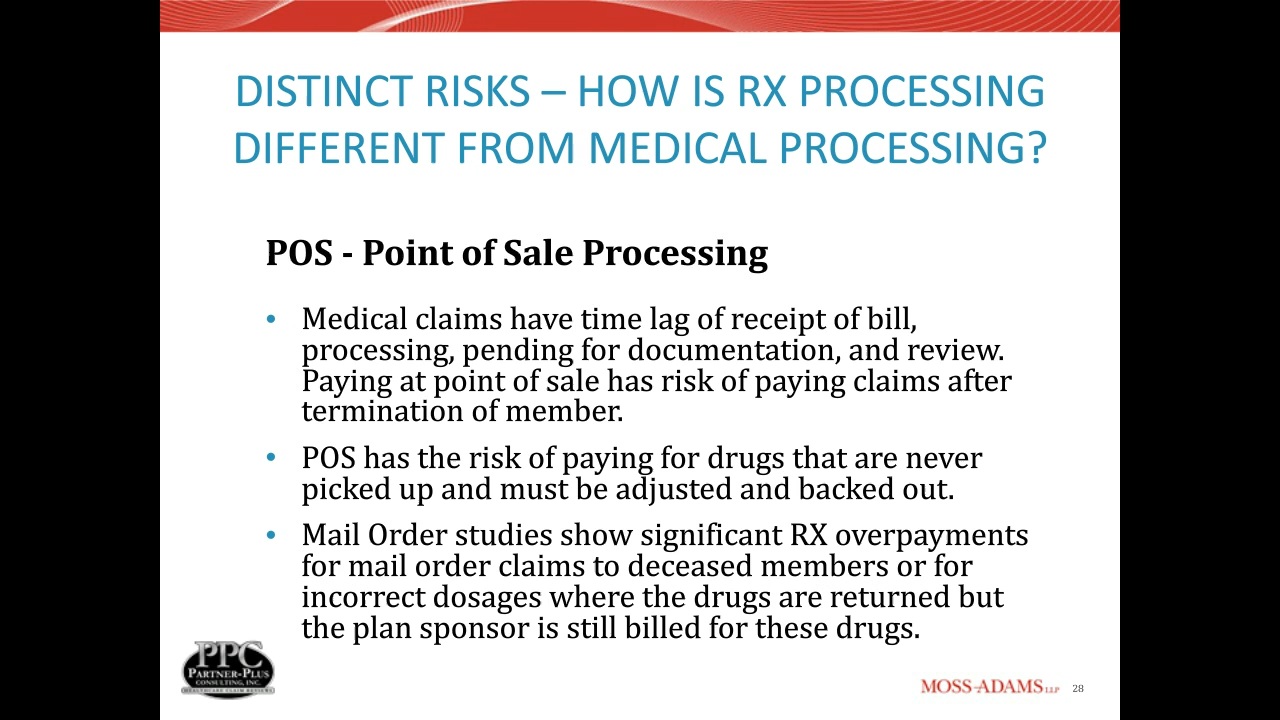 DISTINCT RISKS – HOW IS RX PROCESSING
DIFFERENT FROM MEDICAL PROCESSING?
POS - Point of Sale Processing
• Medical claims have time lag of receipt of bill,
processing, pending for documentation, and review.
Paying at point of sale has risk of paying claims after
termination of member.
• POS has the risk of paying for drugs that are never
picked up and must be adjusted and backed out.
• Mail Order studies show significant RX overpayments
for mail order claims to deceased members or for
incorrect dosages where the drugs are returned but
the plan sponsor is still billed for these drugs.
PPC
PARTNER-PLUS
CONSULTING, INC.
HEALTHCARE CLAIM REVIEWS
MOSS-ADAMS LLP 28